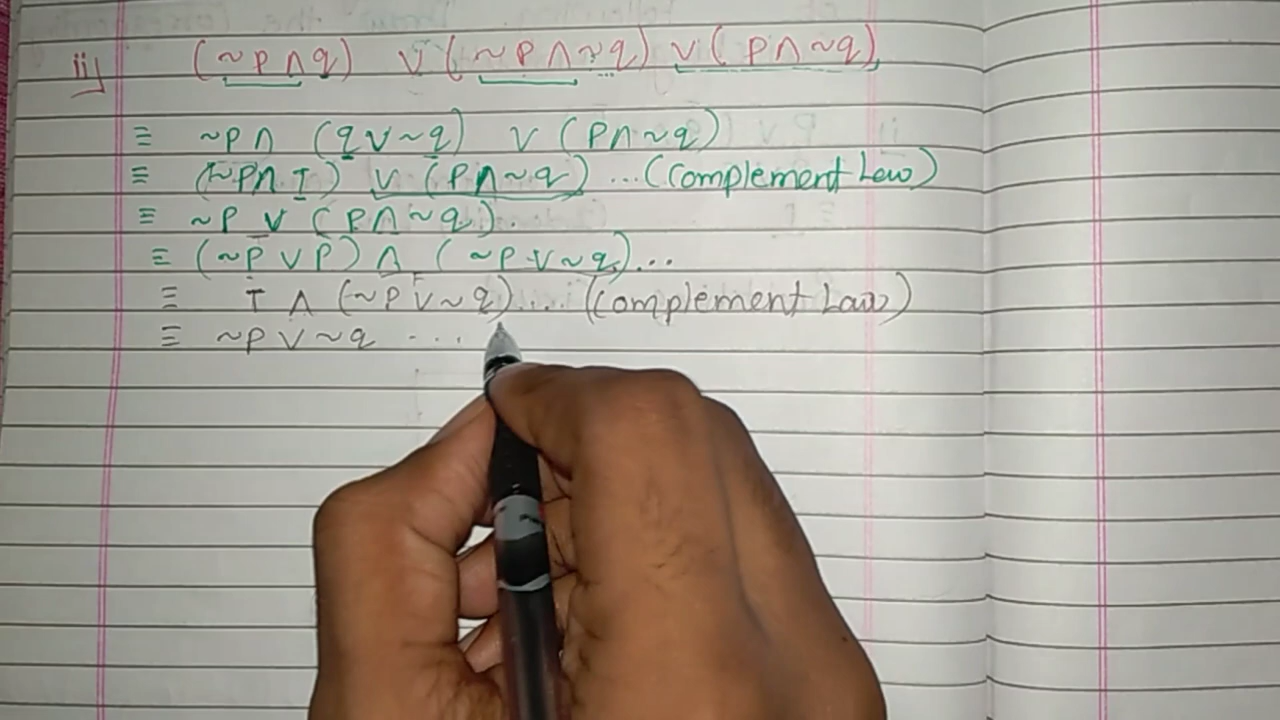 ii) (~p∧q) ∨ (~p∧~q) ∨ (p∧~q)
≡ ~p∧ (q∨~q) ∨ (p∧~q)
≡ (~p∧T) ∨ (p∧~q) ...(Complement Law)
≡ ~p ∨ (p∧~q).
≡ (~p∨p) ∧ (~p∨~q)...
≡ T ∧ (~p∨~q)... (Complement Law)
≡ ~p∨~q ...